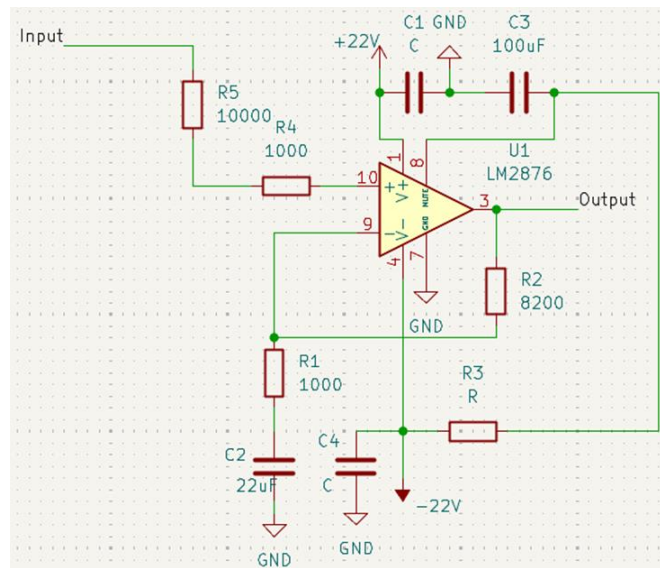 Input
+22V
C1
C
GND
C3
100uF
R5
10000
R4
1000
U1
LM2876
1
8
10
+
V+
MUTE
3
Output
9
-
V-
GND
4
7
GND
R2
8200
R1
1000
R3
R
C2
22uF
C4
C
-22V
GND
GND